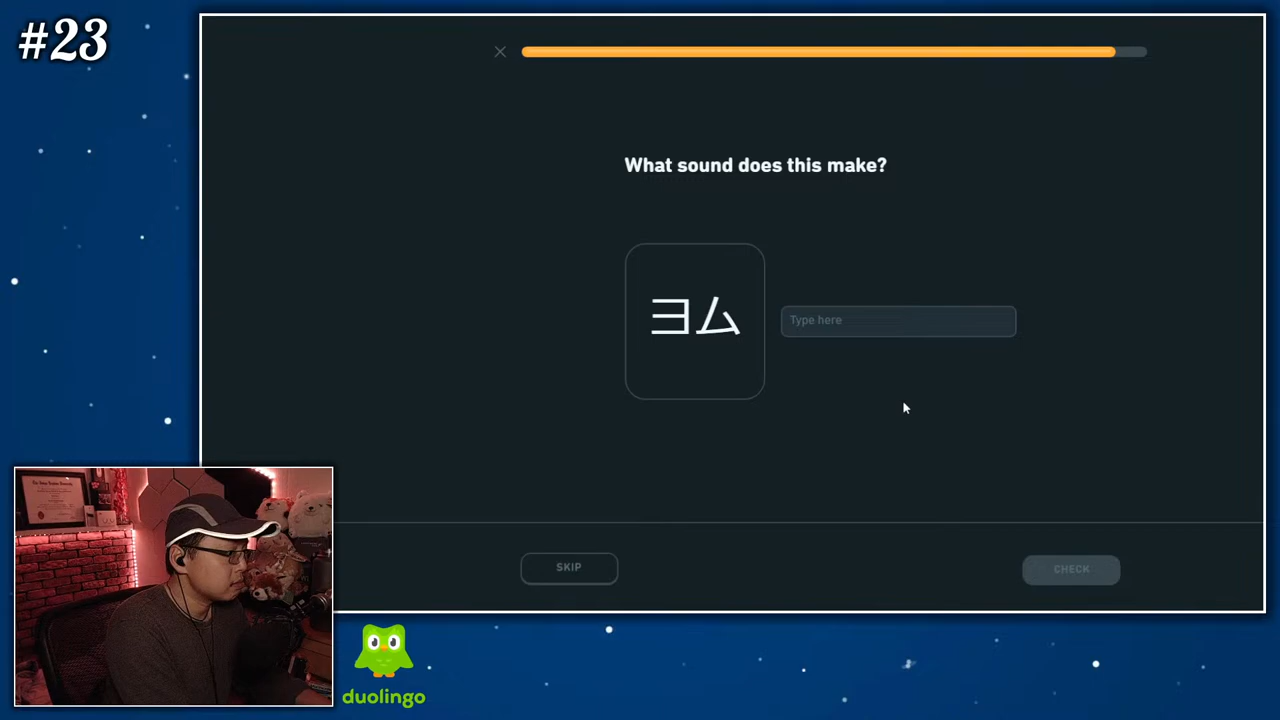 #23
What sound does this make?
ヨム
Type here
SKIP
CHECK
duolingo